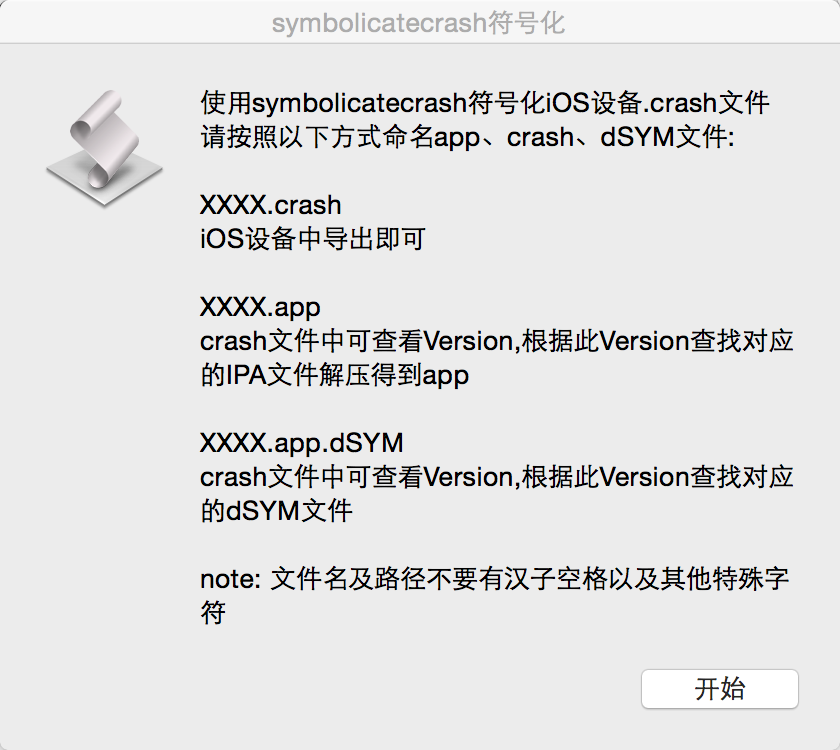 symbolicatecrash符号化
使用symbolicatecrash符号化iOS设备.crash文件
请按照以下方式命名app、crash、dSYM文件:
XXXX.crash
iOS设备中导出即可
XXXX.app
crash文件中可查看Version,根据此Version查找对应
的IPA文件解压得到app
XXXX.app.dSYM
crash文件中可查看Version,根据此Version查找对应
的dSYM文件
note: 文件名及路径不要有汉子空格以及其他特殊字
符
开始